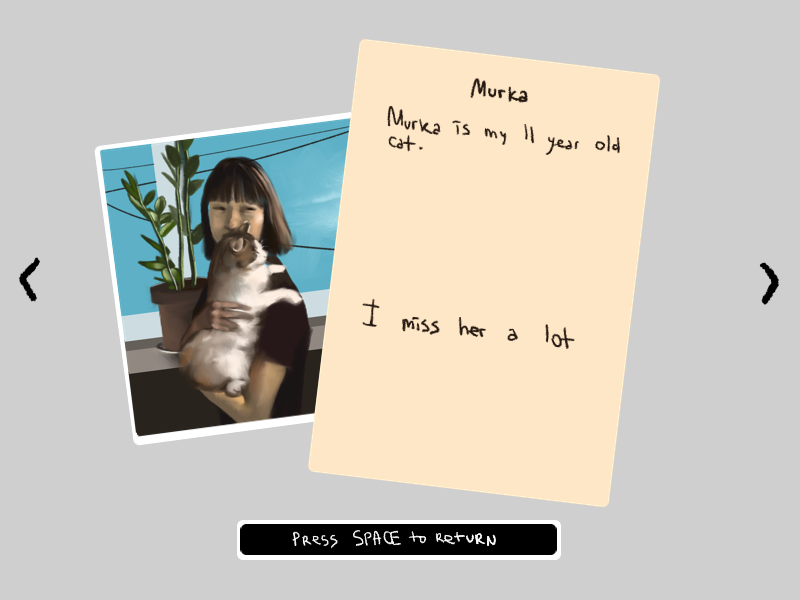 Murka
Murka is my 11 year old
cat.
I miss her a lot
PRESS SPACE to RETURN